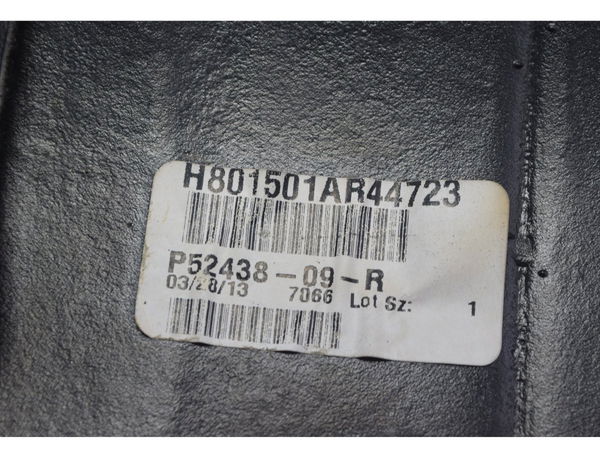 H801501AR44723
P52438-09-R
03/28/13 7066 Lot Sz: 1